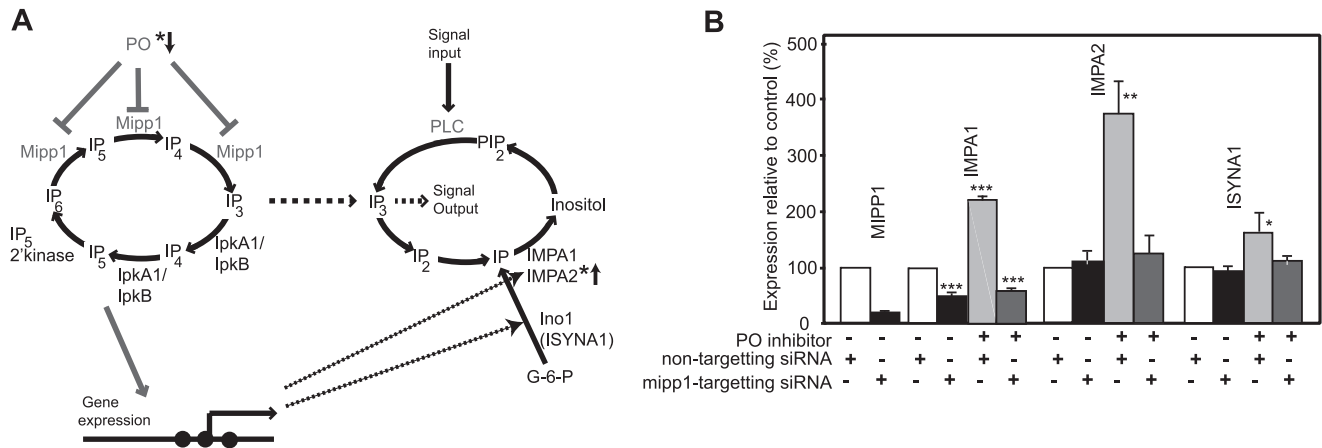 A
PO *
Mipp1
Mipp1
Mipp1
IP5
IP4
IP6
IP3
IP5
2'kinase
IP5
IP4
IpkA1/
IpkB
IpkA1/
IpkB
Gene
expression
Signal
input
PLC
PIP2
IP3
Signal
Output
Inositol
IP2
IP
IMPA1
IMPA2*
Ino1
(ISYNA1)
G-6-P
B
Expression relative to control (%)
500
400
300
200
100
0
MIPP1
IMPA1
IMPA2
ISYNA1
***
***
***
**
*
PO inhibitor - - - - + + - - + + - - + +
non-targetting siRNA + - + - + - + - + - + - + -
mipp1-targetting siRNA - + - + - + - + - + - + - +